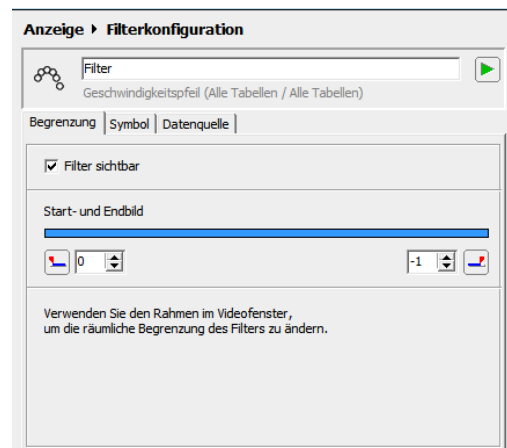 Anzeige ▸ Filterkonfiguration
Filter
Geschwindigkeitspfeil (Alle Tabellen / Alle Tabellen)
Begrenzung Symbol Datenquelle
Filter sichtbar
Start- und Endbild
0 -1
Verwenden Sie den Rahmen im Videofenster,
um die räumliche Begrenzung des Filters zu ändern.